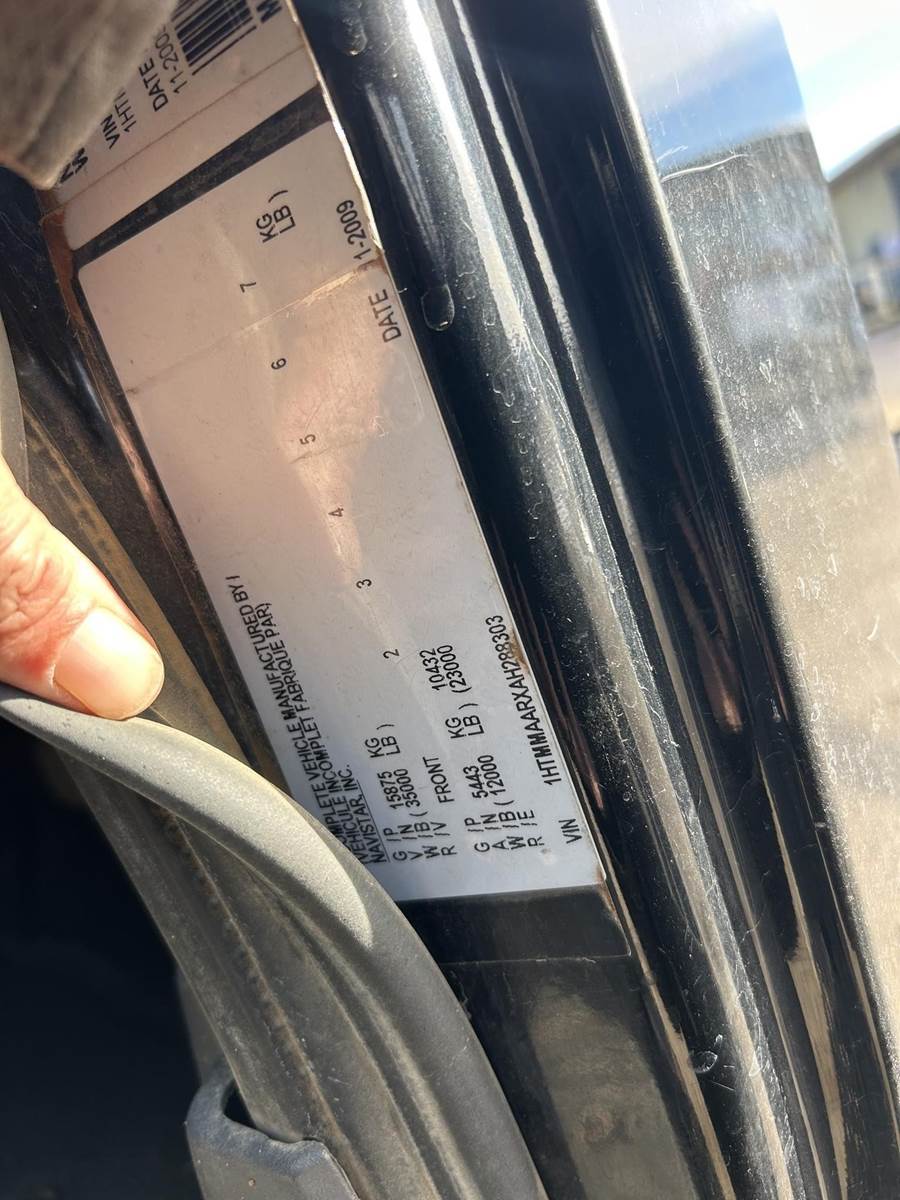 INCOMPLETE VEHICLE MANUFACTURED BY /
VEHICULE INCOMPLET FABRIQUE PAR)
NAVISTAR, INC.
G / P 15875 KG
V / N
W / B ( 35000 LB )
R / V FRONT 2 3 4 5 6 7
G / P 5443 KG 10432 KG
A / N
W / B ( 12000 LB ) (23000 LB )
R / E
VIN 1HTMMAARXAH288303 DATE 11-2009
VIN
1HT
DATE
11-200
M